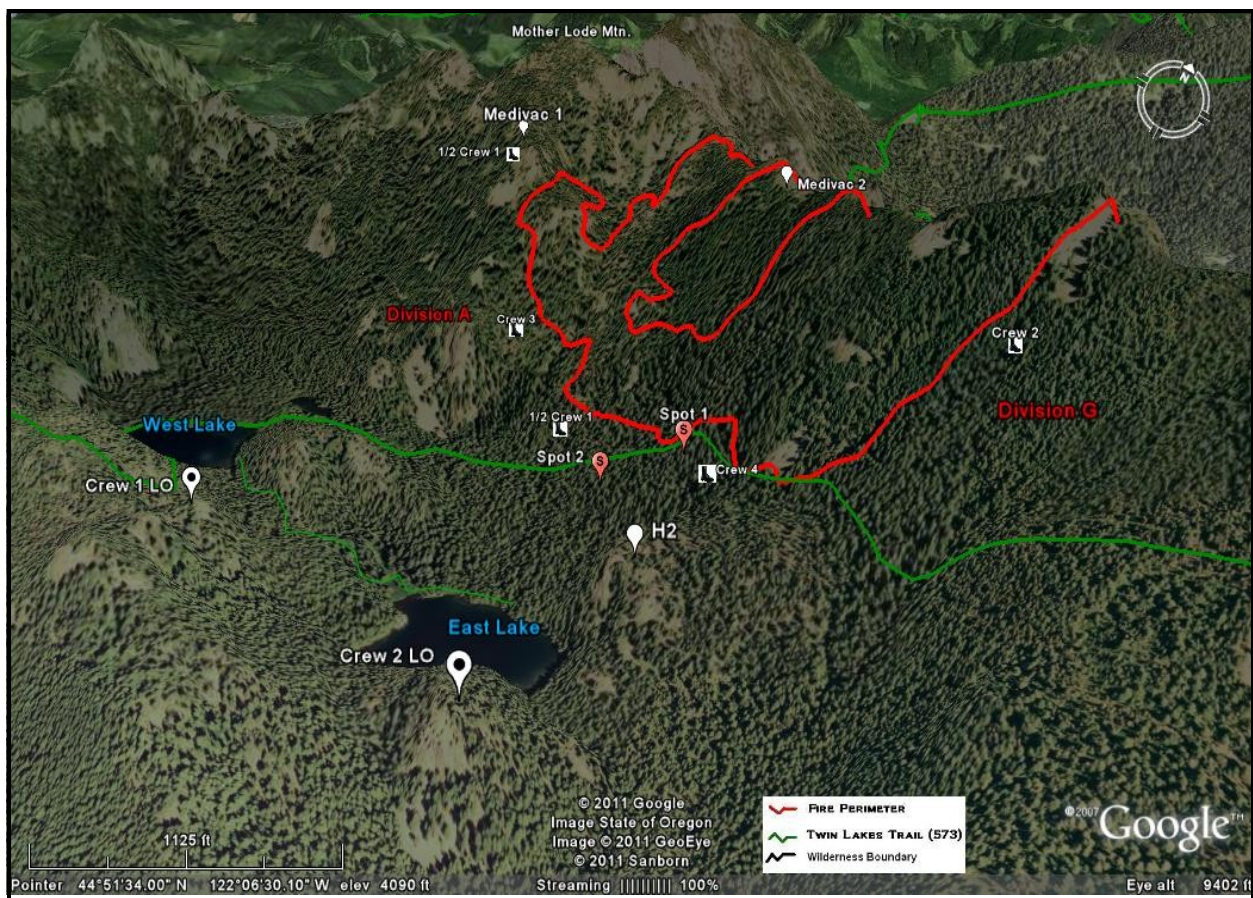 Mother Lode Mtn.
N
Medivac 1
1/2 Crew 1
Medivac 2
Division A
Crew 3
Crew 2
Division G
1/2 Crew 1
Spot 1
S
West Lake
Spot 2
S
Crew 4
Crew 1 LO
H2
East Lake
Crew 2 LO
© 2011 Google
Image State of Oregon
Image © 2011 GeoEye
© 2011 Sanborn
FIRE PERIMETER
TWIN LAKES TRAIL (573)
Wilderness Boundary
©2007 Google™
1125 ft
Pointer 44°51'34.00" N 122°06'30.10" W elev 4090 ft Streaming |||||||||| 100% Eye alt 9402 ft